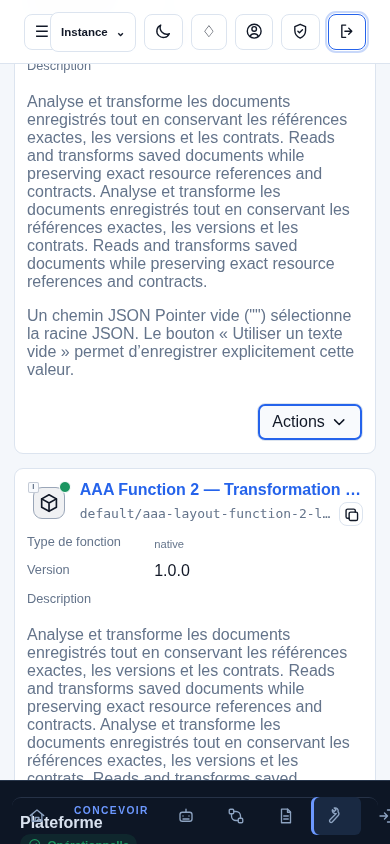 Instance
Description
Analyse et transforme les documents
enregistrés tout en conservant les références
exactes, les versions et les contrats. Reads
and transforms saved documents while
preserving exact resource references and
contracts. Analyse et transforme les
documents enregistrés tout en conservant les
références exactes, les versions et les
contrats. Reads and transforms saved
documents while preserving exact resource
references and contracts.
Un chemin JSON Pointer vide ("") sélectionne
la racine JSON. Le bouton « Utiliser un texte
vide » permet d’enregistrer explicitement cette
valeur.
Actions
AAA Function 2 — Transformation …
default/aaa-layout-function-2-l…
Type de fonction native
Version 1.0.0
Description
Analyse et transforme les documents
enregistrés tout en conservant les références
exactes, les versions et les contrats. Reads
and transforms saved documents while
preserving exact resource references and
contracts. Analyse et transforme les
documents enregistrés tout en conservant les
références exactes, les versions et les
contrats. Reads and transforms saved
CONCEVOIR
Plateforme
Opérationnelle